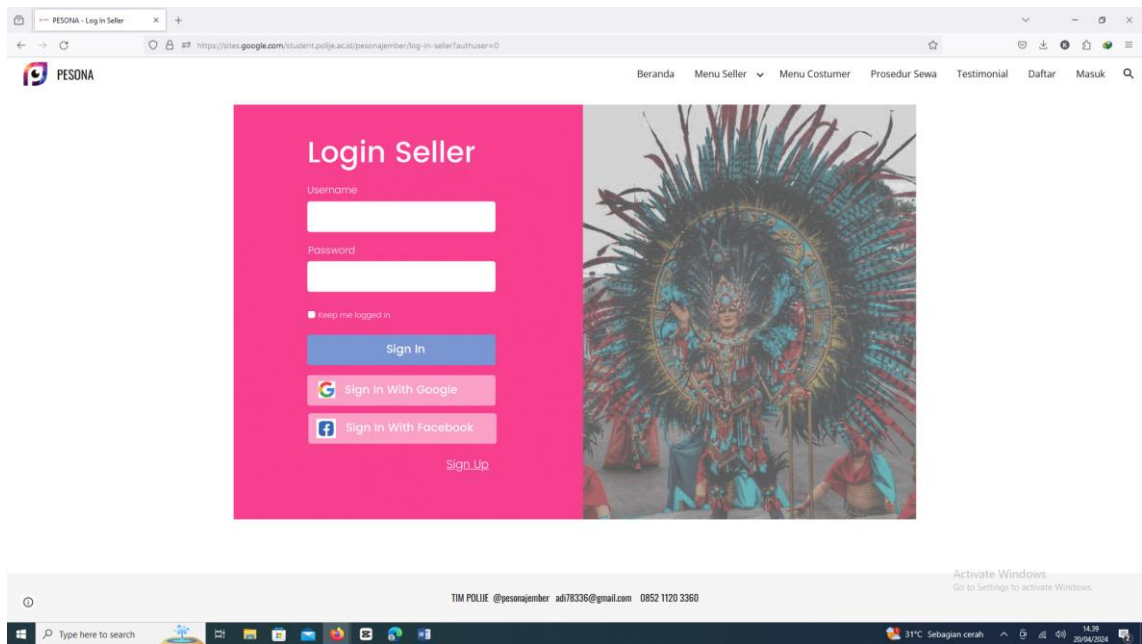 PESONA - Log In Seller
https://sites.google.com/student.polije.ac.id/pesonajember/log-in-seller?authuser=0
PESONA
Beranda Menu Seller Menu Costumer Prosedur Sewa Testimonial Daftar Masuk
Login Seller
Username
Password
Keep me logged in
Sign In
Sign In With Google
Sign In With Facebook
Sign Up
Activate Windows
Go to Settings to activate Windows.
TIM POLIJE @pesonajember adi78336@gmail.com 0852 1120 3360
Type here to search
31°C Sebagian cerah
14.39
20/04/2024